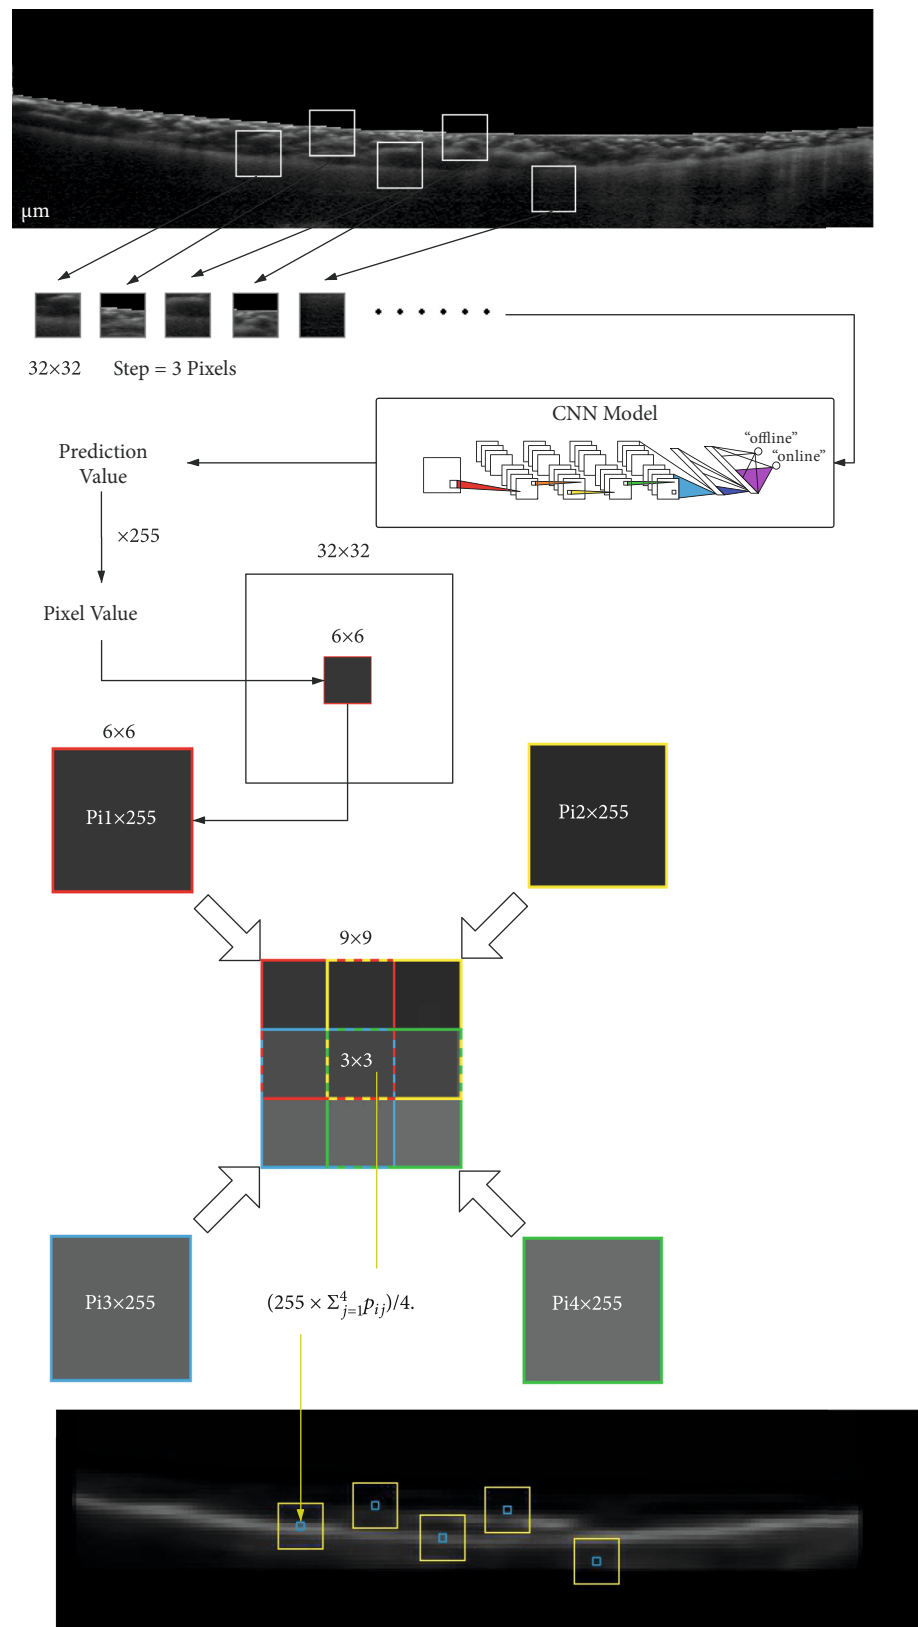 µm
32×32
Step = 3 Pixels
CNN Model
“offline”
“online”
Prediction
Value
×255
32×32
Pixel Value
6×6
6×6
Pi1×255
Pi2×255
9×9
3×3
Pi3×255
(255 × Σ⁴ⱼ₌₁pᵢⱼ)/4.
Pi4×255